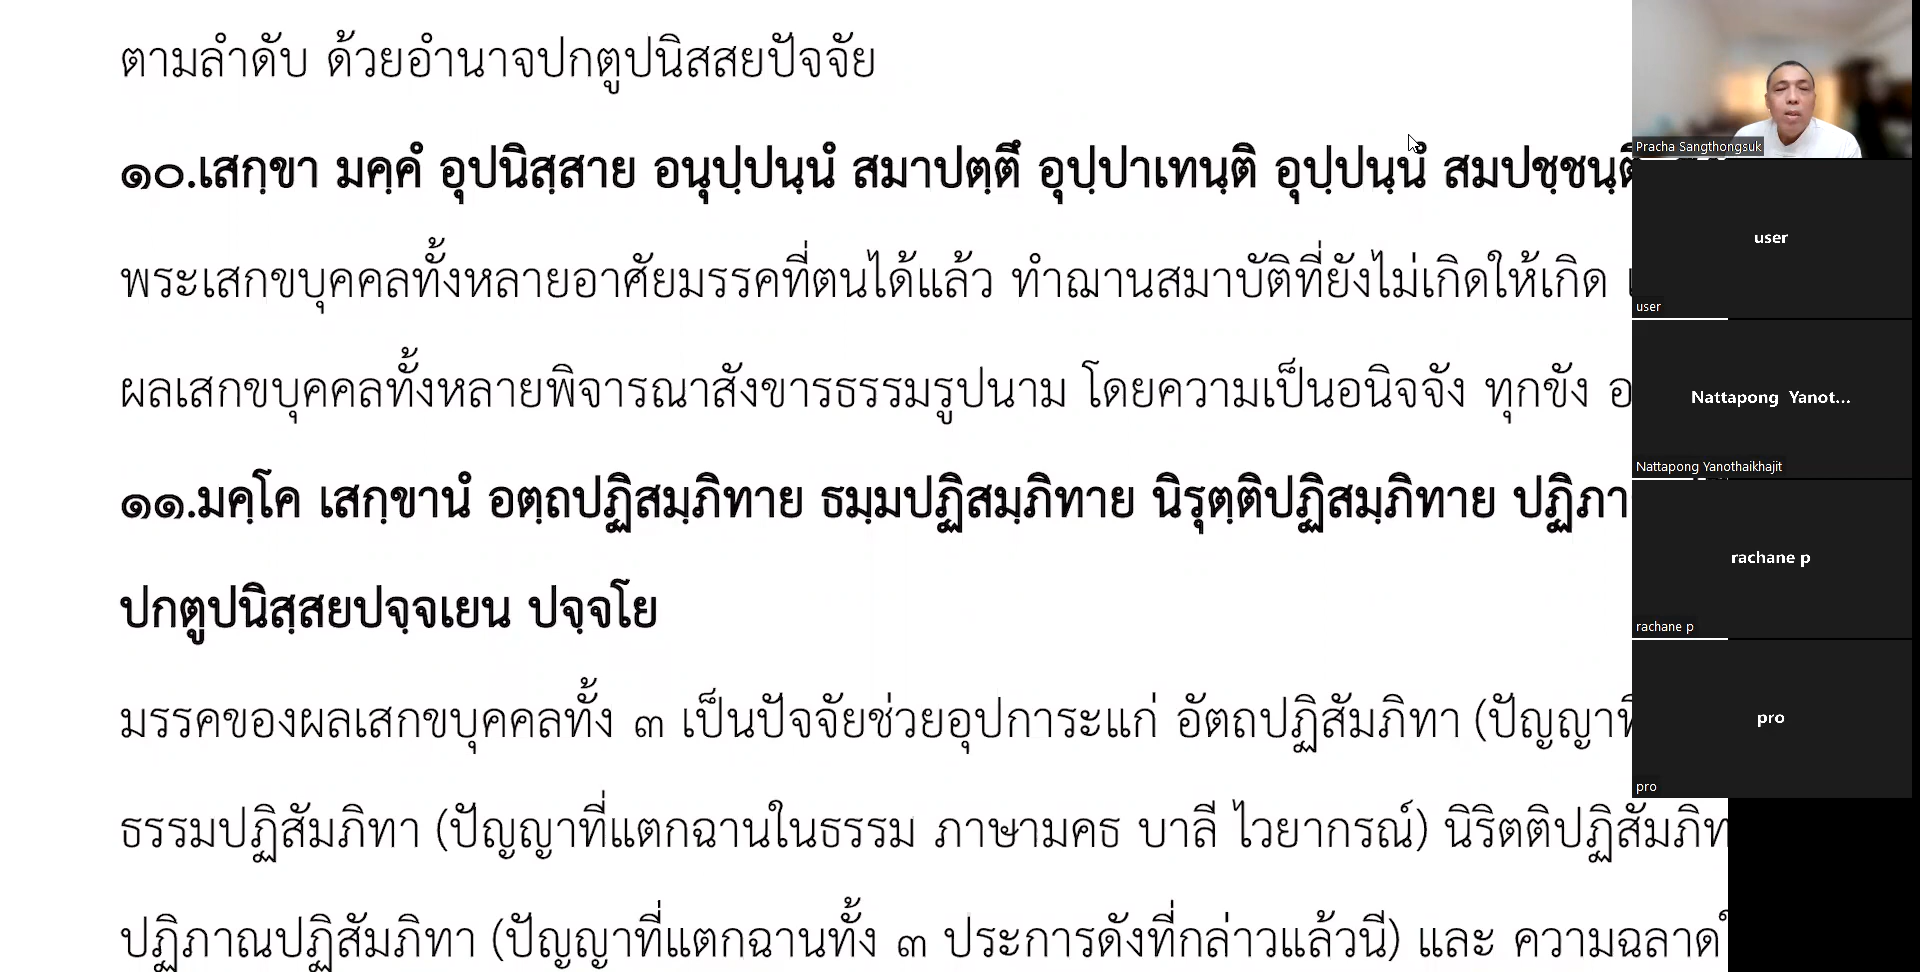 ตามลำดับ ด้วยอำนาจปกตูปนิสสยปัจจัย
๑๐.เสกฺขา มคฺคํ อุปนิสฺสาย อนุปฺปนฺนํ สมาปตฺตึ อุปฺปาเทนฺติ อุปฺปนฺนํ สมปชฺชนฺติ
พระเสกขบุคคลทั้งหลายอาศัยมรรคที่ตนได้แล้ว ทำฌานสมาบัติที่ยังไม่เกิดให้เกิด
ผลเสกขบุคคลทั้งหลายพิจารณาสังขารธรรมรูปนาม โดยความเป็นอนิจจัง ทุกขัง
๑๑.มคฺโค เสกฺขานํ อตฺถปฏิสมฺภิทาย ธมฺมปฏิสมฺภิทาย นิรุตฺติปฏิสมฺภิทาย ปฏิภา
ปกตูปนิสฺสยปจฺจเยน ปจฺจโย
มรรคของผลเสกขบุคคลทั้ง ๓ เป็นปัจจัยช่วยอุปการะแก่ อัตถปฏิสัมภิทา (ปัญญาที่
ธรรมปฏิสัมภิทา (ปัญญาที่แตกฉานในธรรม ภาษามคธ บาลี ไวยากรณ์) นิริตติปฏิสัมภิท
ปฏิภาณปฏิสัมภิทา (ปัญญาที่แตกฉานทั้ง ๓ ประการดังที่กล่าวแล้วนี) และ ความฉลาด
Pracha Sangthongsuk
user
user
Nattapong Yanot...
Nattapong Yanothaikhajit
rachane p
rachane p
pro
pro